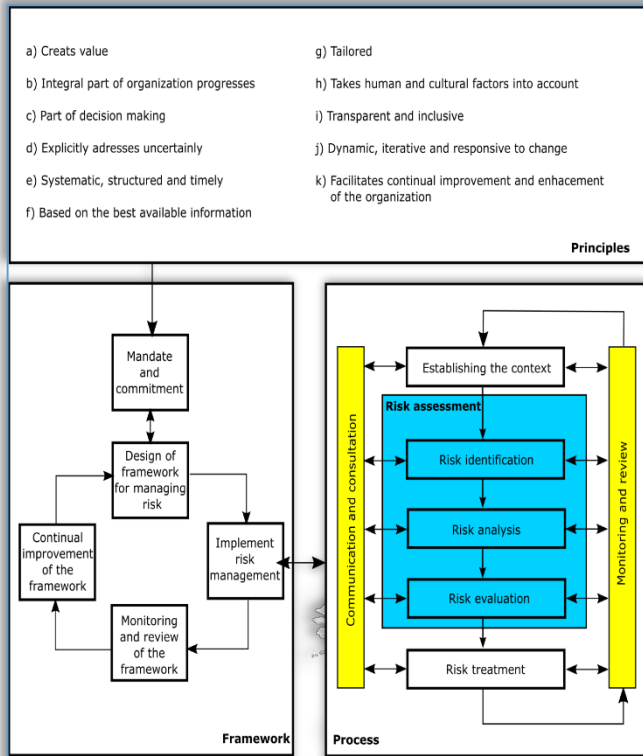 a) Creats value
b) Integral part of organization progresses
c) Part of decision making
d) Explicitly adresses uncertainly
e) Systematic, structured and timely
f) Based on the best available information
g) Tailored
h) Takes human and cultural factors into account
i) Transparent and inclusive
j) Dynamic, iterative and responsive to change
k) Facilitates continual improvement and enhacement
of the organization
Principles
Mandate
and
commitment
Design of
framework
for managing
risk
Continual
improvement
of the
framework
Implement
risk
management
Monitoring
and review
of the
framework
Framework
Communication and consultation
Establishing the context
Risk assessment
Risk identification
Risk analysis
Risk evaluation
Risk treatment
Monitoring and review
Process